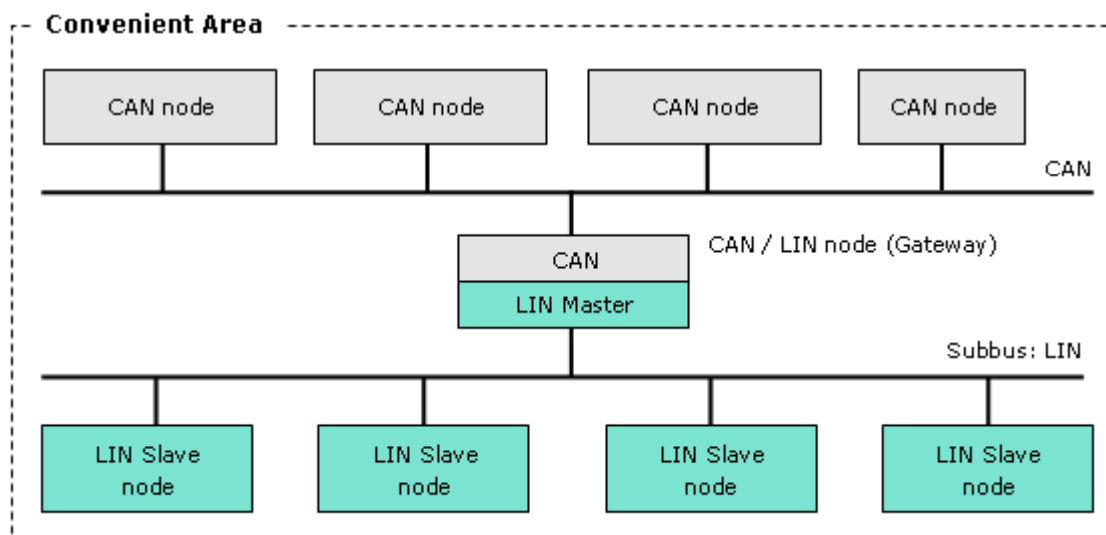 Convenient Area
CAN node
CAN node
CAN node
CAN node
CAN
CAN / LIN node (Gateway)
CAN
LIN Master
Subbus: LIN
LIN Slave
node
LIN Slave
node
LIN Slave
node
LIN Slave
node